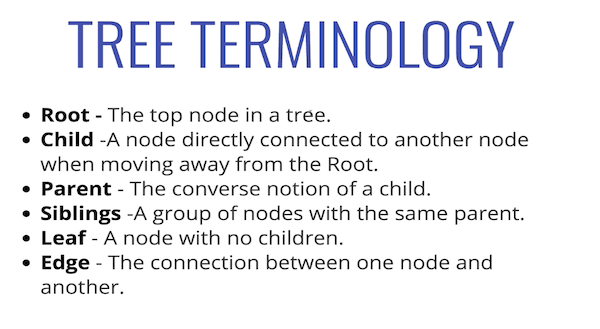 TREE TERMINOLOGY
• Root - The top node in a tree.
• Child -A node directly connected to another node
when moving away from the Root.
• Parent - The converse notion of a child.
• Siblings -A group of nodes with the same parent.
• Leaf - A node with no children.
• Edge - The connection between one node and
another.